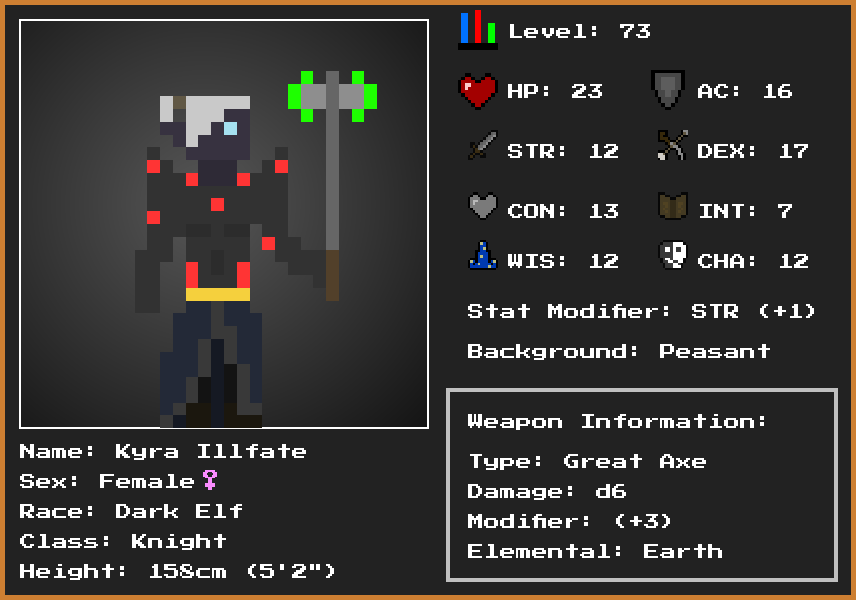 Level: 73
HP: 23 AC: 16
STR: 12 DEX: 17
CON: 13 INT: 7
WIS: 12 CHA: 12
Stat Modifier: STR (+1)
Background: Peasant
Weapon Information:
Type: Great Axe
Damage: d6
Modifier: (+3)
Elemental: Earth
Name: Kyra Illfate
Sex: Female♀
Race: Dark Elf
Class: Knight
Height: 158cm (5'2")